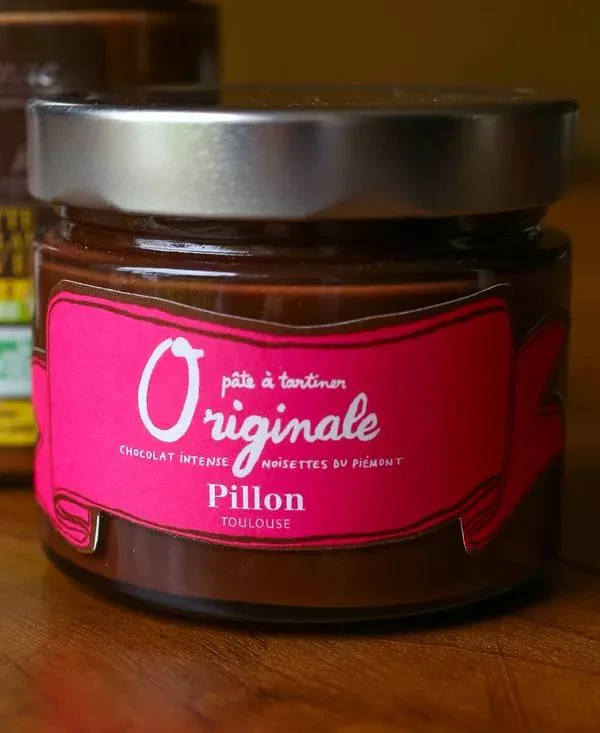 pâte à tartiner
Originale
CHOCOLAT INTENSE NOISETTES DU PIÉMONT
Pillon
TOULOUSE